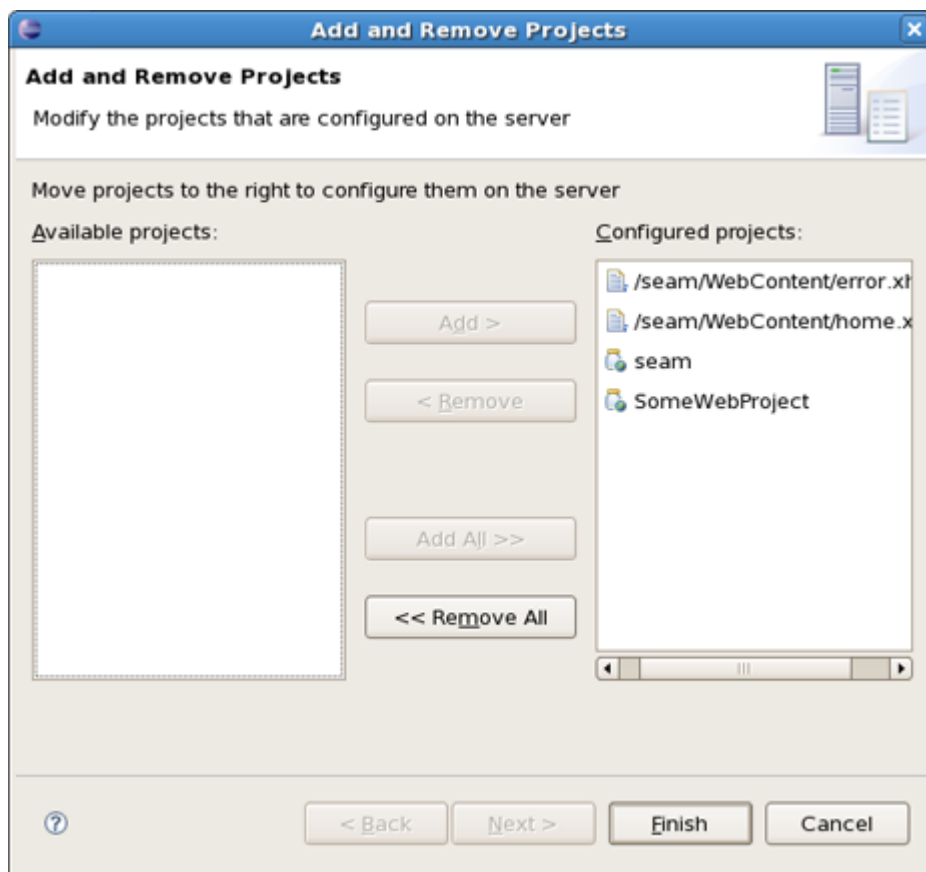 Add and Remove Projects
Add and Remove Projects
Modify the projects that are configured on the server
Move projects to the right to configure them on the server
Available projects:
Configured projects:
/seam/WebContent/error.xh
/seam/WebContent/home.x
seam
SomeWebProject
Add >
< Remove
Add All >>
<< Remove All
< Back
Next >
Finish
Cancel